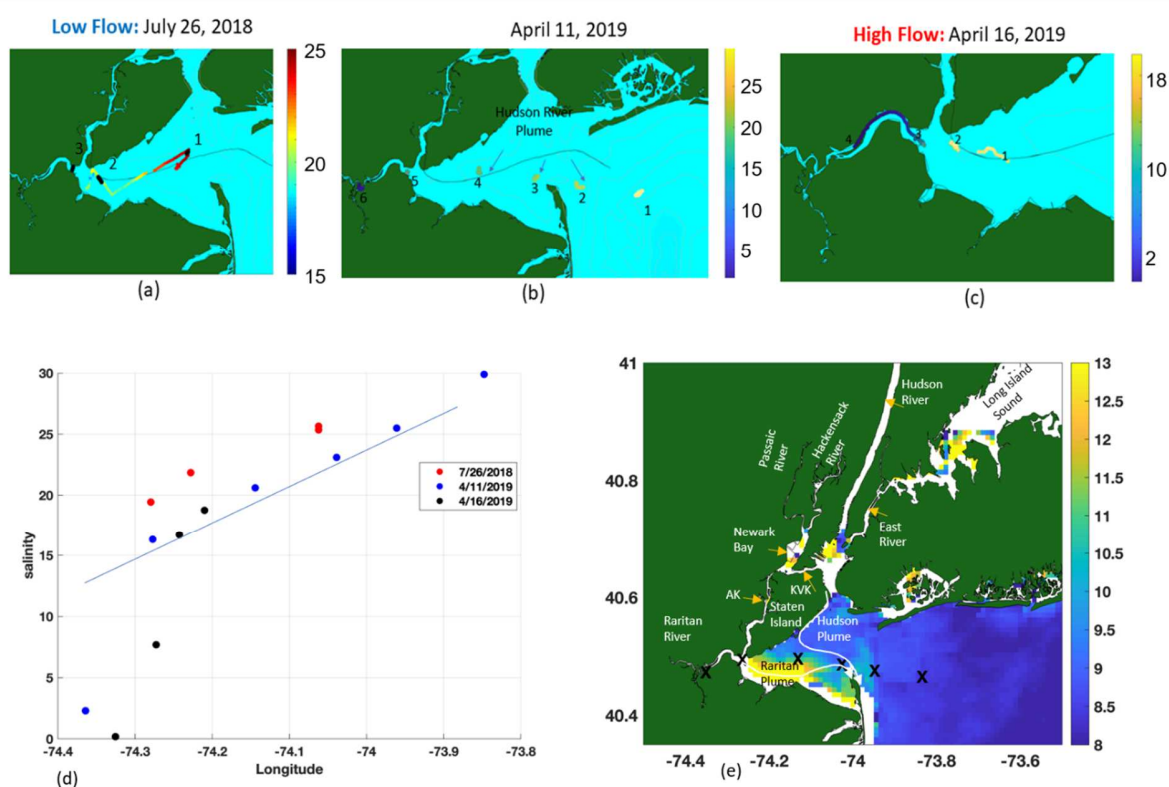 Low Flow: July 26, 2018
25
20
15
3
2
1
(a)
April 11, 2019
Hudson River
Plume
25
20
15
10
5
6
5
4
3
2
1
(b)
High Flow: April 16, 2019
18
10
2
4
2
1
(c)
30
25
20
15
10
5
0
salinity
7/26/2018
4/11/2019
4/16/2019
-74.4
-74.3
-74.2
-74.1
-74
-73.9
-73.8
Longitude
(d)
41
40.8
40.6
40.4
Hudson
River
Long Island
Sound
Passaic
River
Hackensack
River
East
River
Newark
Bay
AK
KVK
Staten
Island
Raritan
River
Hudson
Plume
Raritan
Plume
X X X X X X
-74.4
-74.2
-74
-73.8
-73.6
13
12.5
12
11.5
11
10.5
10
9.5
9
8.5
8
(e)